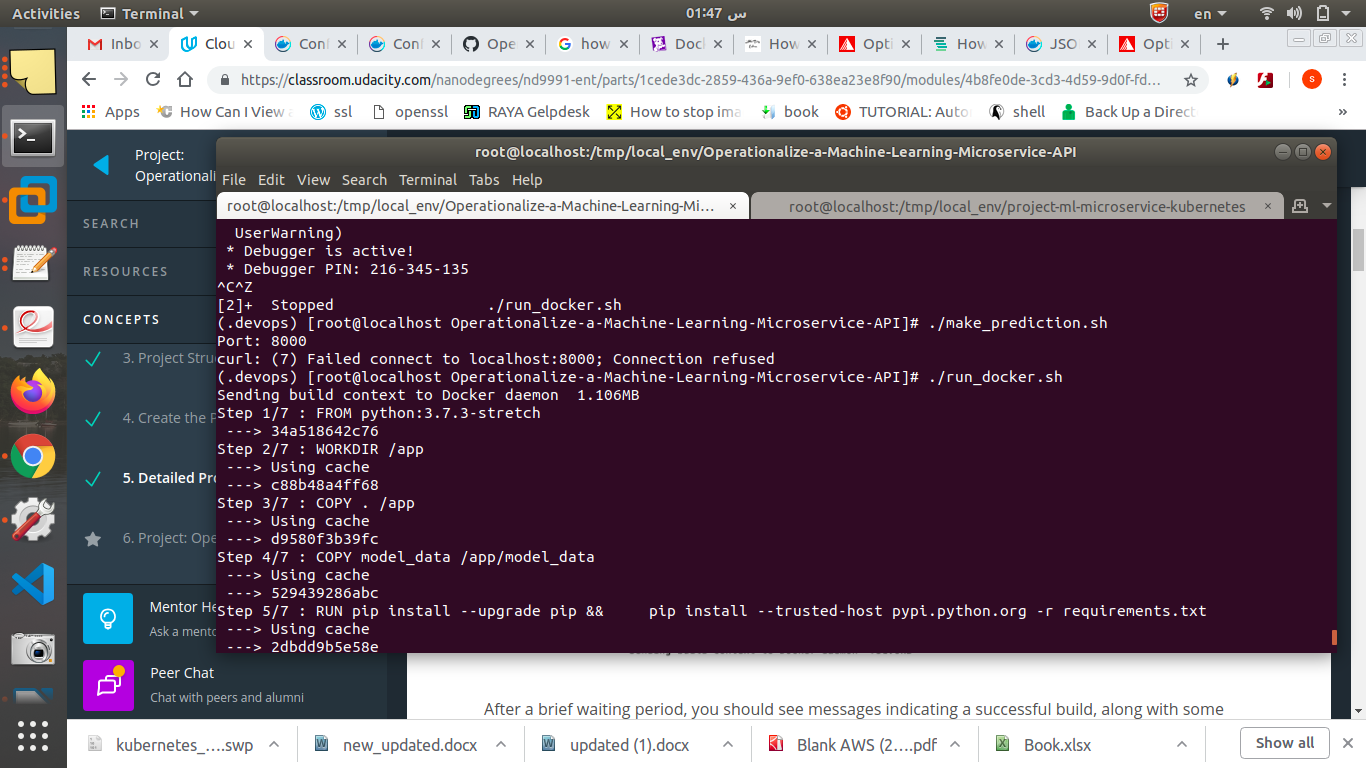 Activities
Terminal
س 01:47
en
Inbo
Clou
Conf
Conf
Ope
how
Dock
How
Opti
How
JSO
Opti
https://classroom.udacity.com/nanodegrees/nd9991-ent/parts/1cede3dc-2859-436a-9ef0-638ea23e8f90/modules/4b8fe0de-3cd3-4d59-9d0f-fd…
S
Apps
How Can I View a
ssl
openssl
RAYA Gelpdesk
How to stop ima
book
TUTORIAL: Auto
shell
Back Up a Direct
»
Project:
Operationali
SEARCH
RESOURCES
CONCEPTS
3. Project Stru
4. Create the P
5. Detailed Pro
6. Project: Ope
Mentor He
Ask a mento
Peer Chat
Chat with peers and alumni
root@localhost:/tmp/local_env/Operationalize-a-Machine-Learning-Microservice-API
File Edit View Search Terminal Tabs Help
root@localhost:/tmp/local_env/Operationalize-a-Machine-Learning-Mi… ×
root@localhost:/tmp/local_env/project-ml-microservice-kubernetes ×
UserWarning)
* Debugger is active!
* Debugger PIN: 216-345-135
^C^Z
[2]+  Stopped                 ./run_docker.sh
(.devops) [root@localhost Operationalize-a-Machine-Learning-Microservice-API]# ./make_prediction.sh
Port: 8000
curl: (7) Failed connect to localhost:8000; Connection refused
(.devops) [root@localhost Operationalize-a-Machine-Learning-Microservice-API]# ./run_docker.sh
Sending build context to Docker daemon  1.106MB
Step 1/7 : FROM python:3.7.3-stretch
---> 34a518642c76
Step 2/7 : WORKDIR /app
---> Using cache
---> c88b48a4ff68
Step 3/7 : COPY . /app
---> Using cache
---> d9580f3b39fc
Step 4/7 : COPY model_data /app/model_data
---> Using cache
---> 529439286abc
Step 5/7 : RUN pip install --upgrade pip &&     pip install --trusted-host pypi.python.org -r requirements.txt
---> Using cache
---> 2dbdd9b5e58e
After a brief waiting period, you should see messages indicating a successful build, along with some
kubernetes_….swp
new_updated.docx
updated (1).docx
Blank AWS (2….pdf
Book.xlsx
Show all